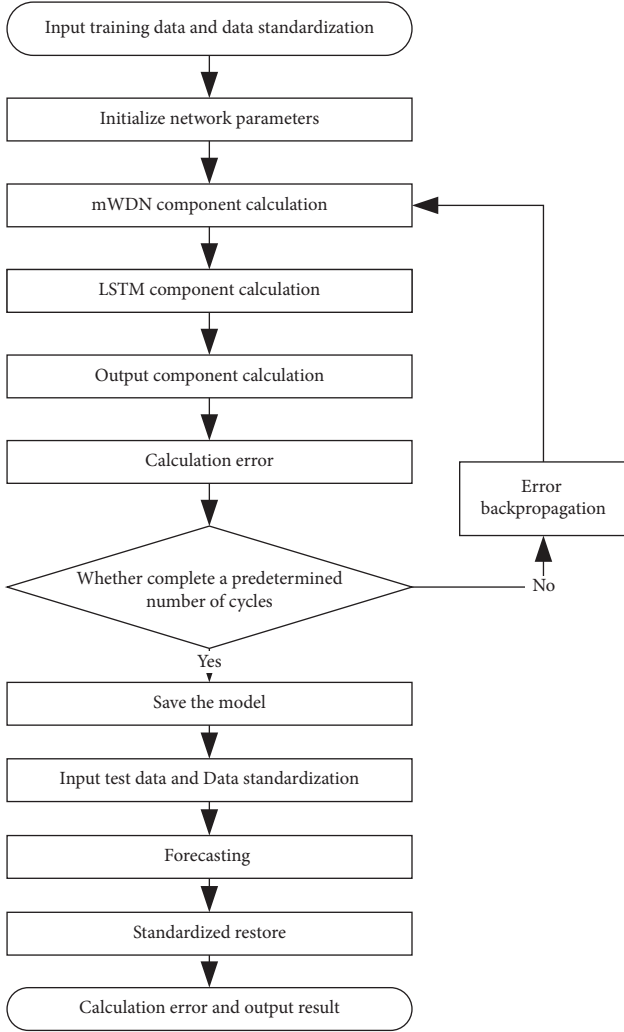 Input training data and data standardization
Initialize network parameters
mWDN component calculation
LSTM component calculation
Output component calculation
Calculation error
Error
backpropagation
Whether complete a predetermined
number of cycles
No
Yes
Save the model
Input test data and Data standardization
Forecasting
Standardized restore
Calculation error and output result